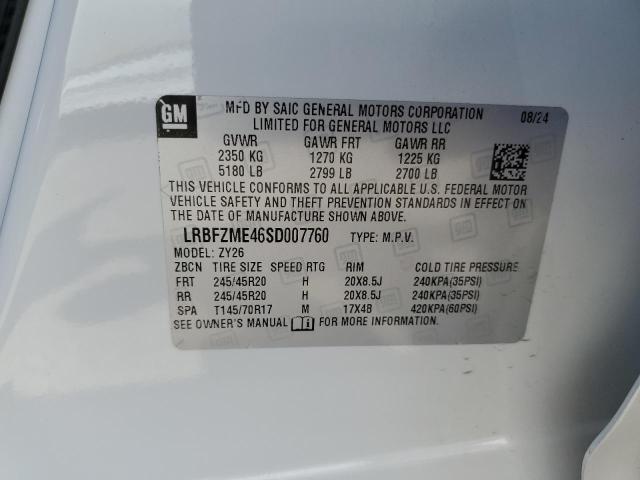 GM
MFD BY SAIC GENERAL MOTORS CORPORATION 08/24
LIMITED FOR GENERAL MOTORS LLC
GVWR GAWR FRT GAWR RR
2350 KG 1270 KG 1225 KG
5180 LB 2799 LB 2700 LB
THIS VEHICLE CONFORMS TO ALL APPLICABLE U.S. FEDERAL MOTOR
VEHICLE SAFETY AND THEFT PREVENTION STANDARDS IN EFFECT ON
THE DATE OF MANUFACTURE SHOWN ABOVE.
LRBFZME46SD007760 TYPE: M.P.V.
MODEL: ZY26
ZBCN TIRE SIZE SPEED RTG RIM COLD TIRE PRESSURE
FRT 245/45R20 H 20X8.5J 240KPA(35PSI)
RR 245/45R20 H 20X8.5J 240KPA(35PSI)
SPA T145/70R17 M 17X4B 420KPA(60PSI)
SEE OWNER'S MANUAL FOR MORE INFORMATION